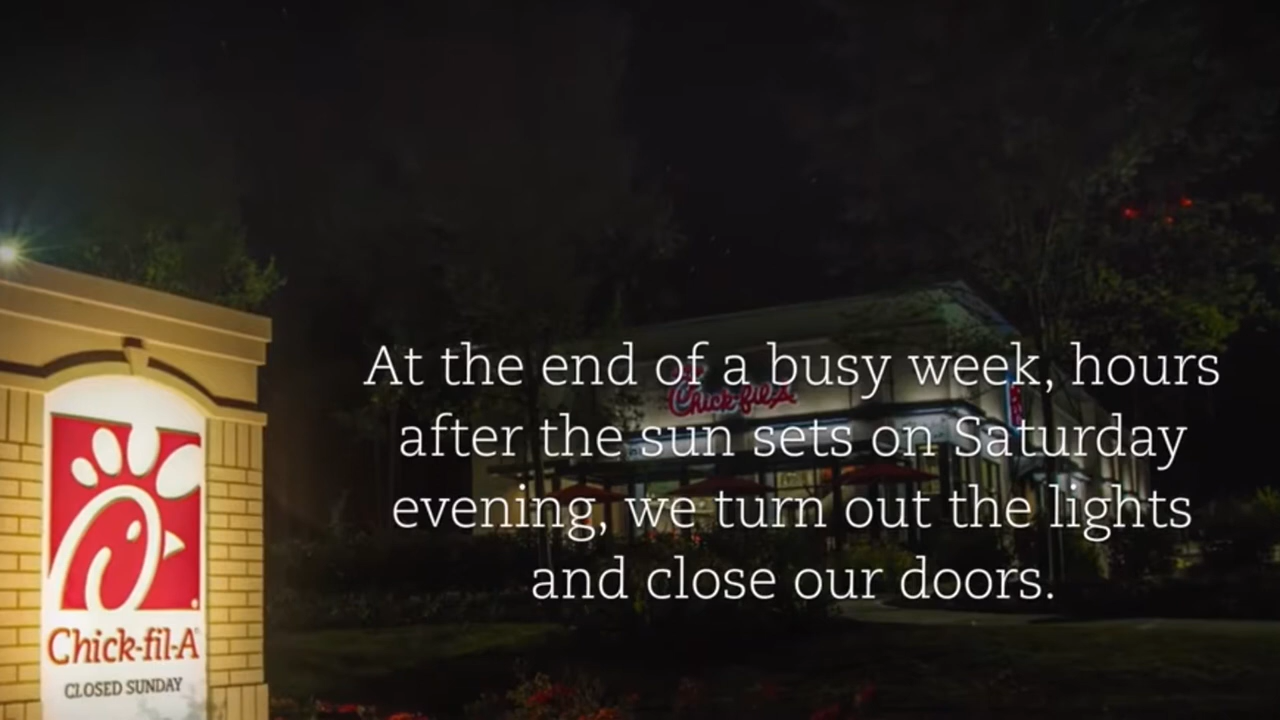 At the end of a busy week, hours
after the sun sets on Saturday
evening, we turn out the lights
and close our doors.
Chick-fil-A
Chick-fil-A®
CLOSED SUNDAY